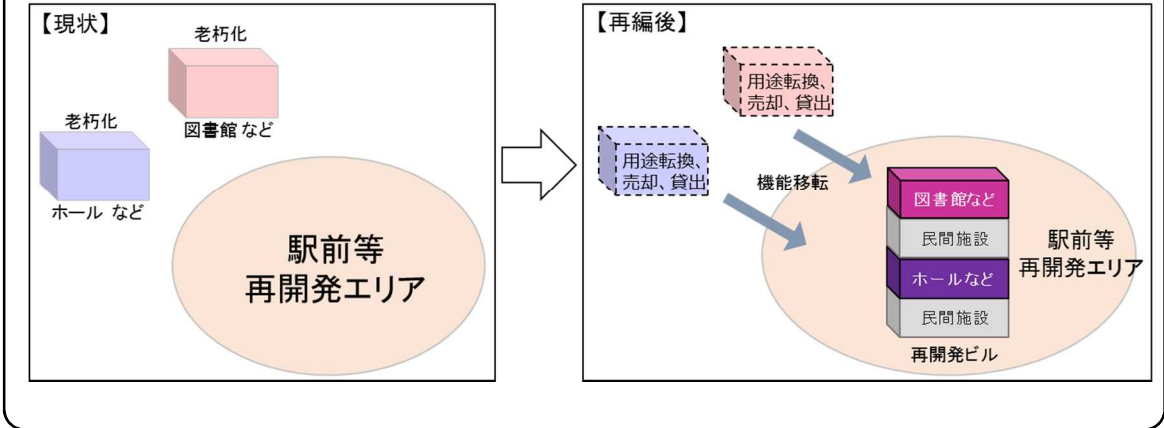 【現状】
老朽化
図書館 など
老朽化
ホール など
駅前等
再開発エリア
【再編後】
用途転換、
売却、貸出
用途転換、
売却、貸出
機能移転
図書館など
民間施設
ホールなど
民間施設
再開発ビル
駅前等
再開発エリア